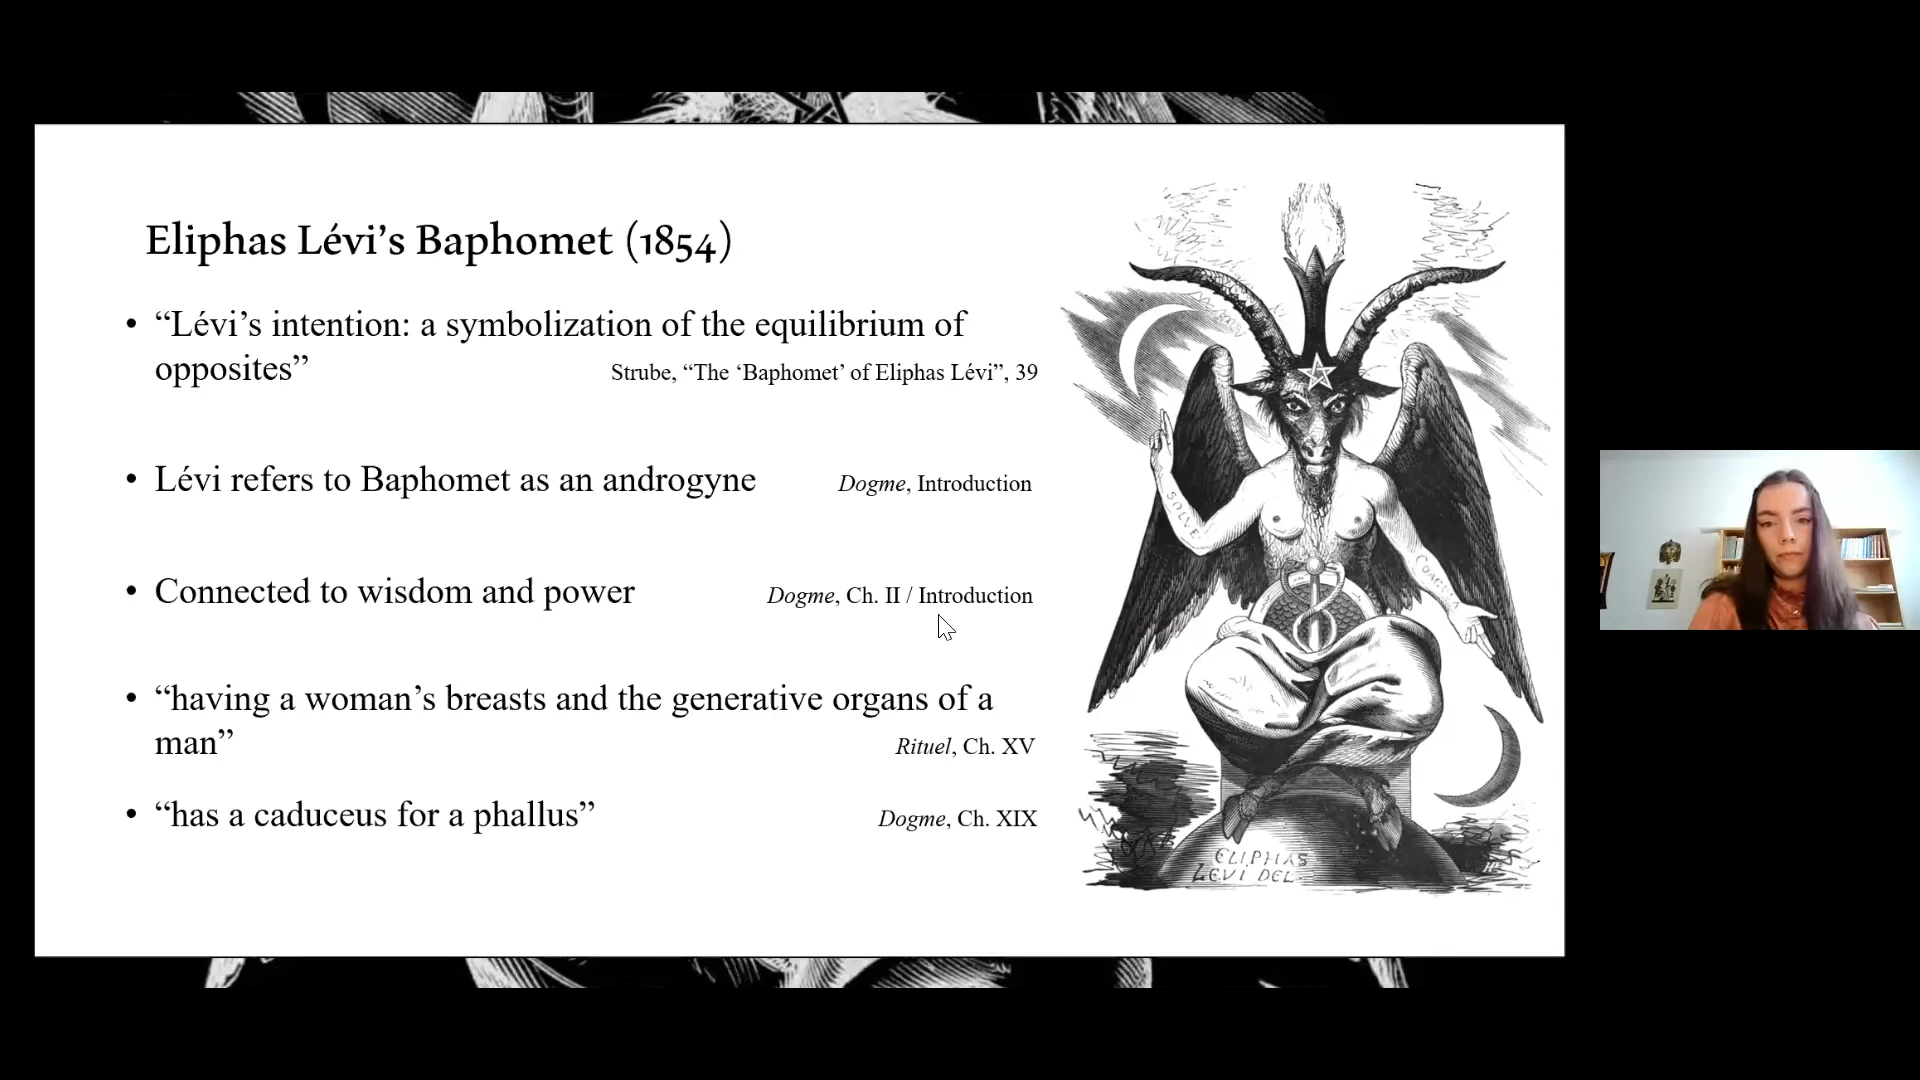 Eliphas Lévi’s Baphomet (1854)
• “Lévi’s intention: a symbolization of the equilibrium of
opposites” Strube, “The ‘Baphomet’ of Eliphas Lévi”, 39
• Lévi refers to Baphomet as an androgyne Dogme, Introduction
• Connected to wisdom and power Dogme, Ch. II / Introduction
• “having a woman’s breasts and the generative organs of a
man” Rituel, Ch. XV
• “has a caduceus for a phallus” Dogme, Ch. XIX
SOLVE
COAGULA
ELIPHAS
LEVI DEL